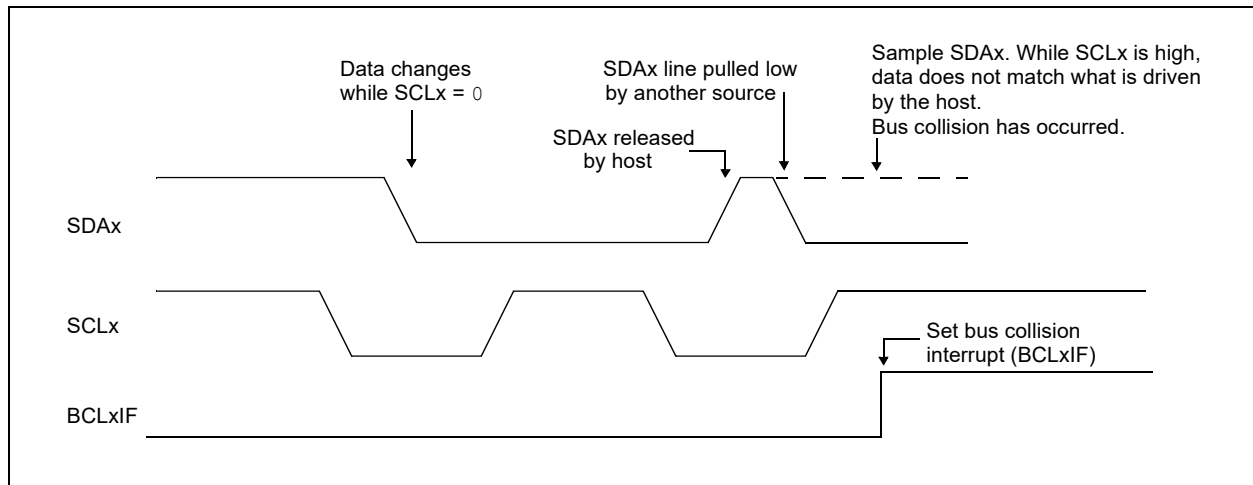 Data changes
while SCLx = 0
SDAx line pulled low
by another source
SDAx released
by host
Sample SDAx. While SCLx is high,
data does not match what is driven
by the host.
Bus collision has occurred.
SDAx
SCLx
Set bus collision
interrupt (BCLxIF)
BCLxIF